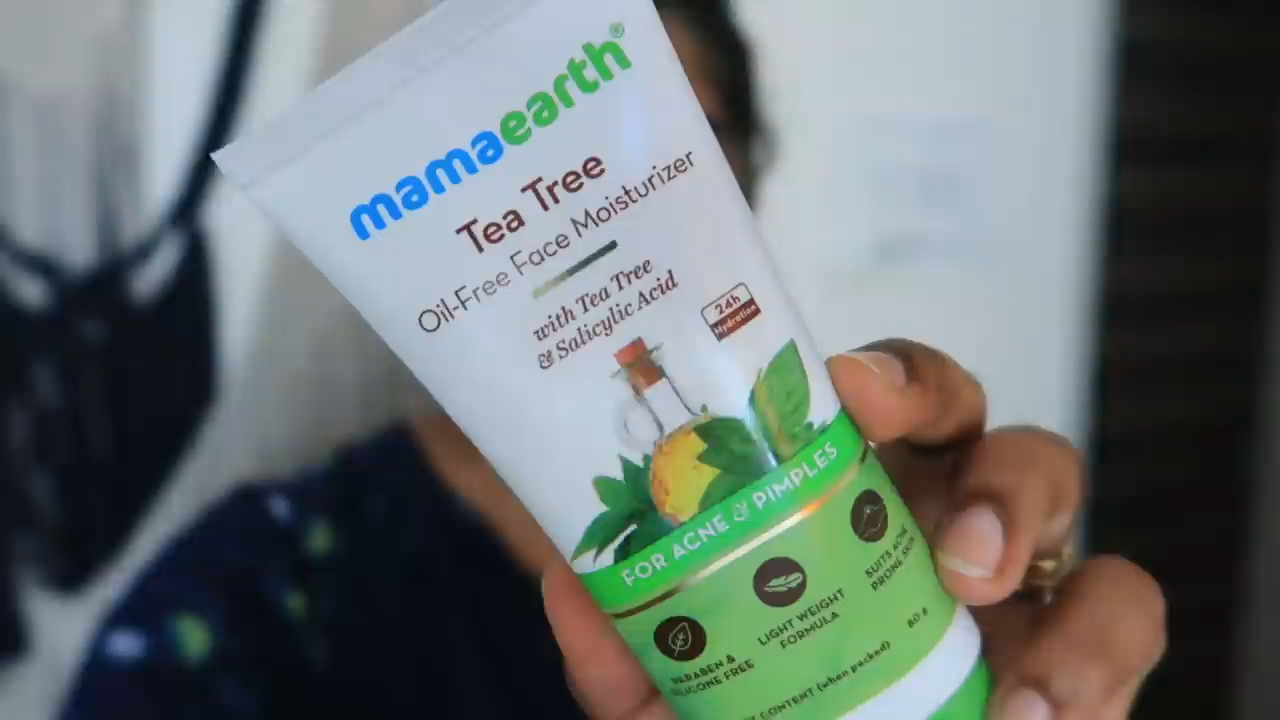 mamaearth®
Tea Tree
Oil-Free Face Moisturizer
with Tea Tree
& Salicylic Acid
24h
Hydration
FOR ACNE & PIMPLES
PARABEN &
SILICONE FREE
LIGHT WEIGHT
FORMULA
SUITS ACNE
PRONE SKIN
CONTENT (when packed)
80 g